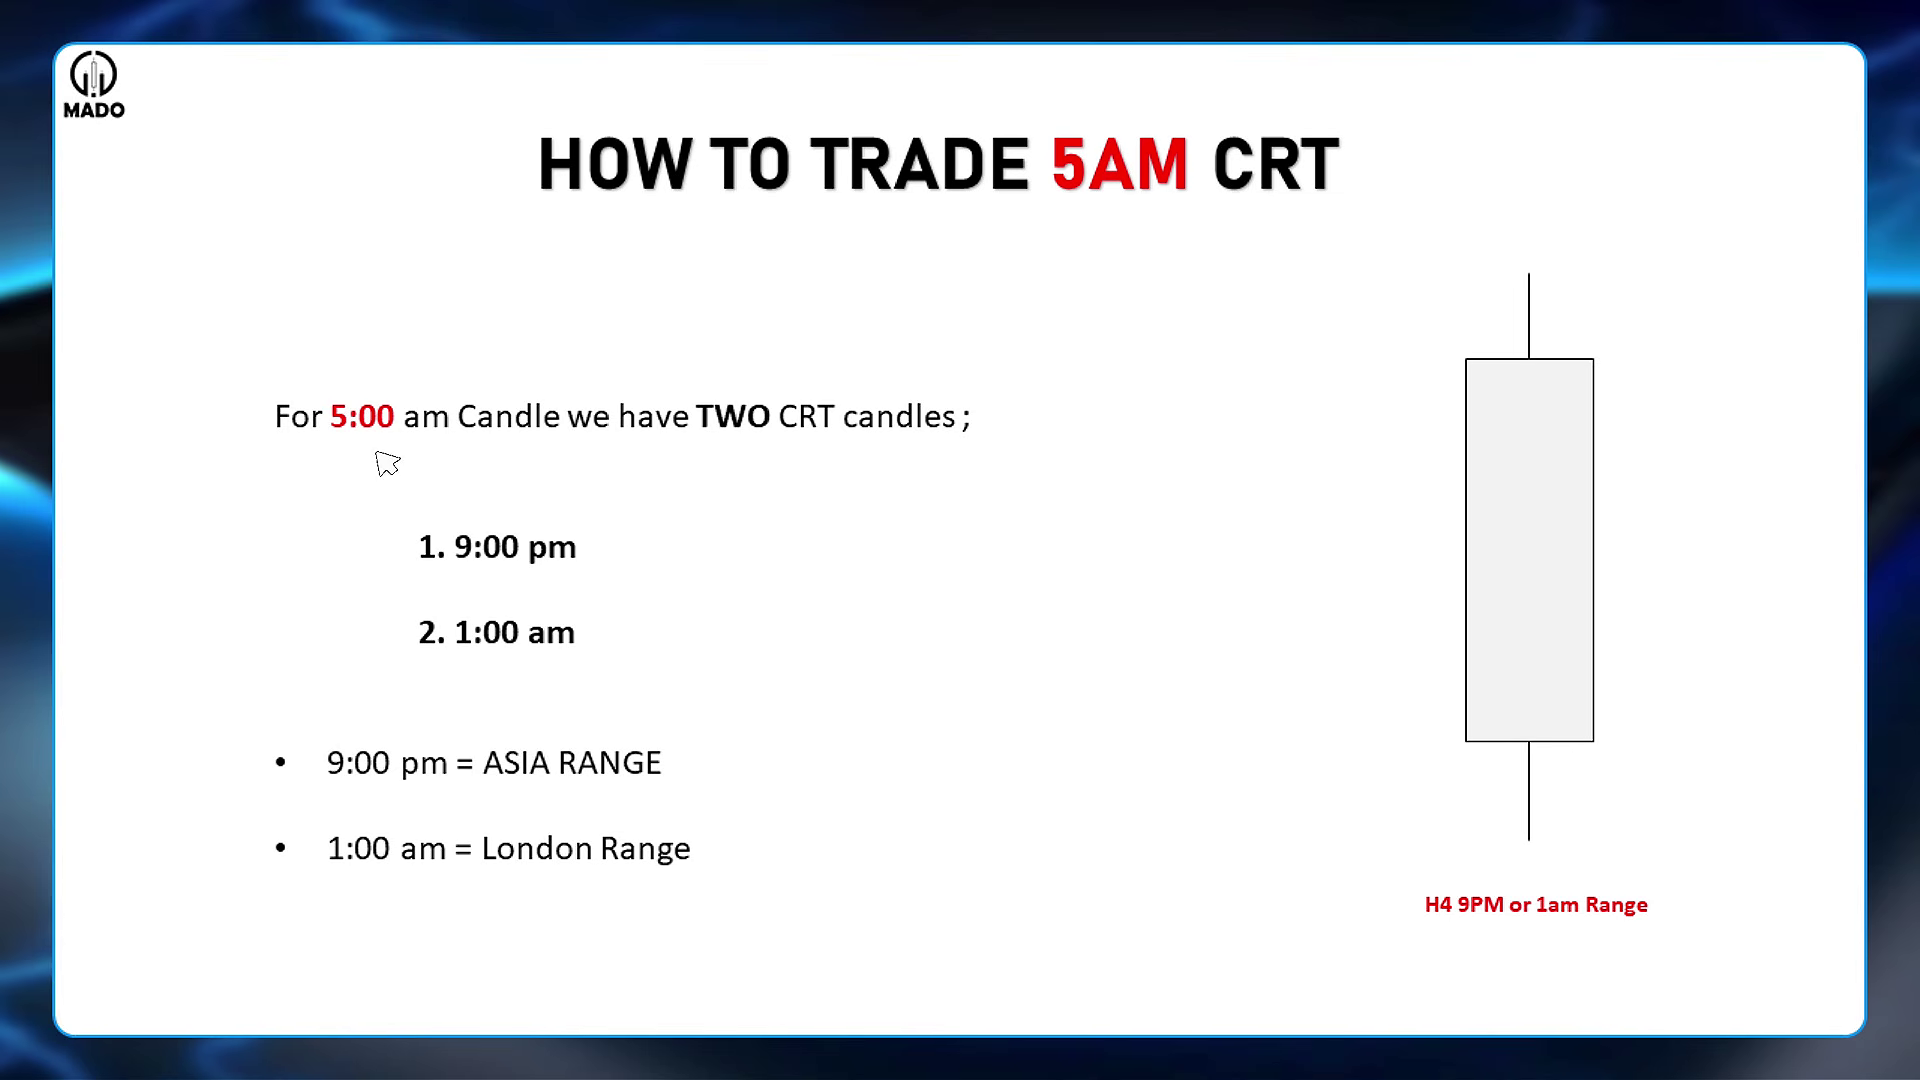 MADO
HOW TO TRADE 5AM CRT
For 5:00 am Candle we have TWO CRT candles ;
1. 9:00 pm
2. 1:00 am
• 9:00 pm = ASIA RANGE
• 1:00 am = London Range
H4 9PM or 1am Range